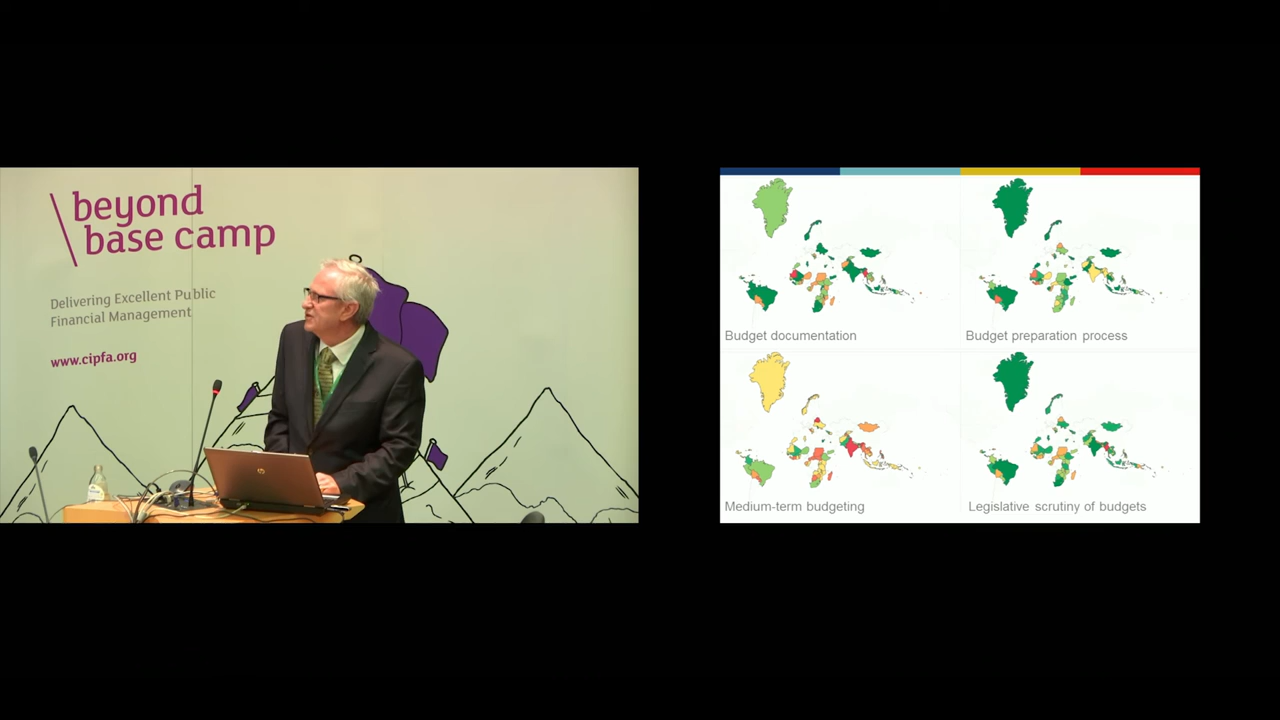 beyond
base camp
Delivering Excellent Public
Financial Management
www.cipfa.org
hp
Budget documentation
Budget preparation process
Medium-term budgeting
Legislative scrutiny of budgets